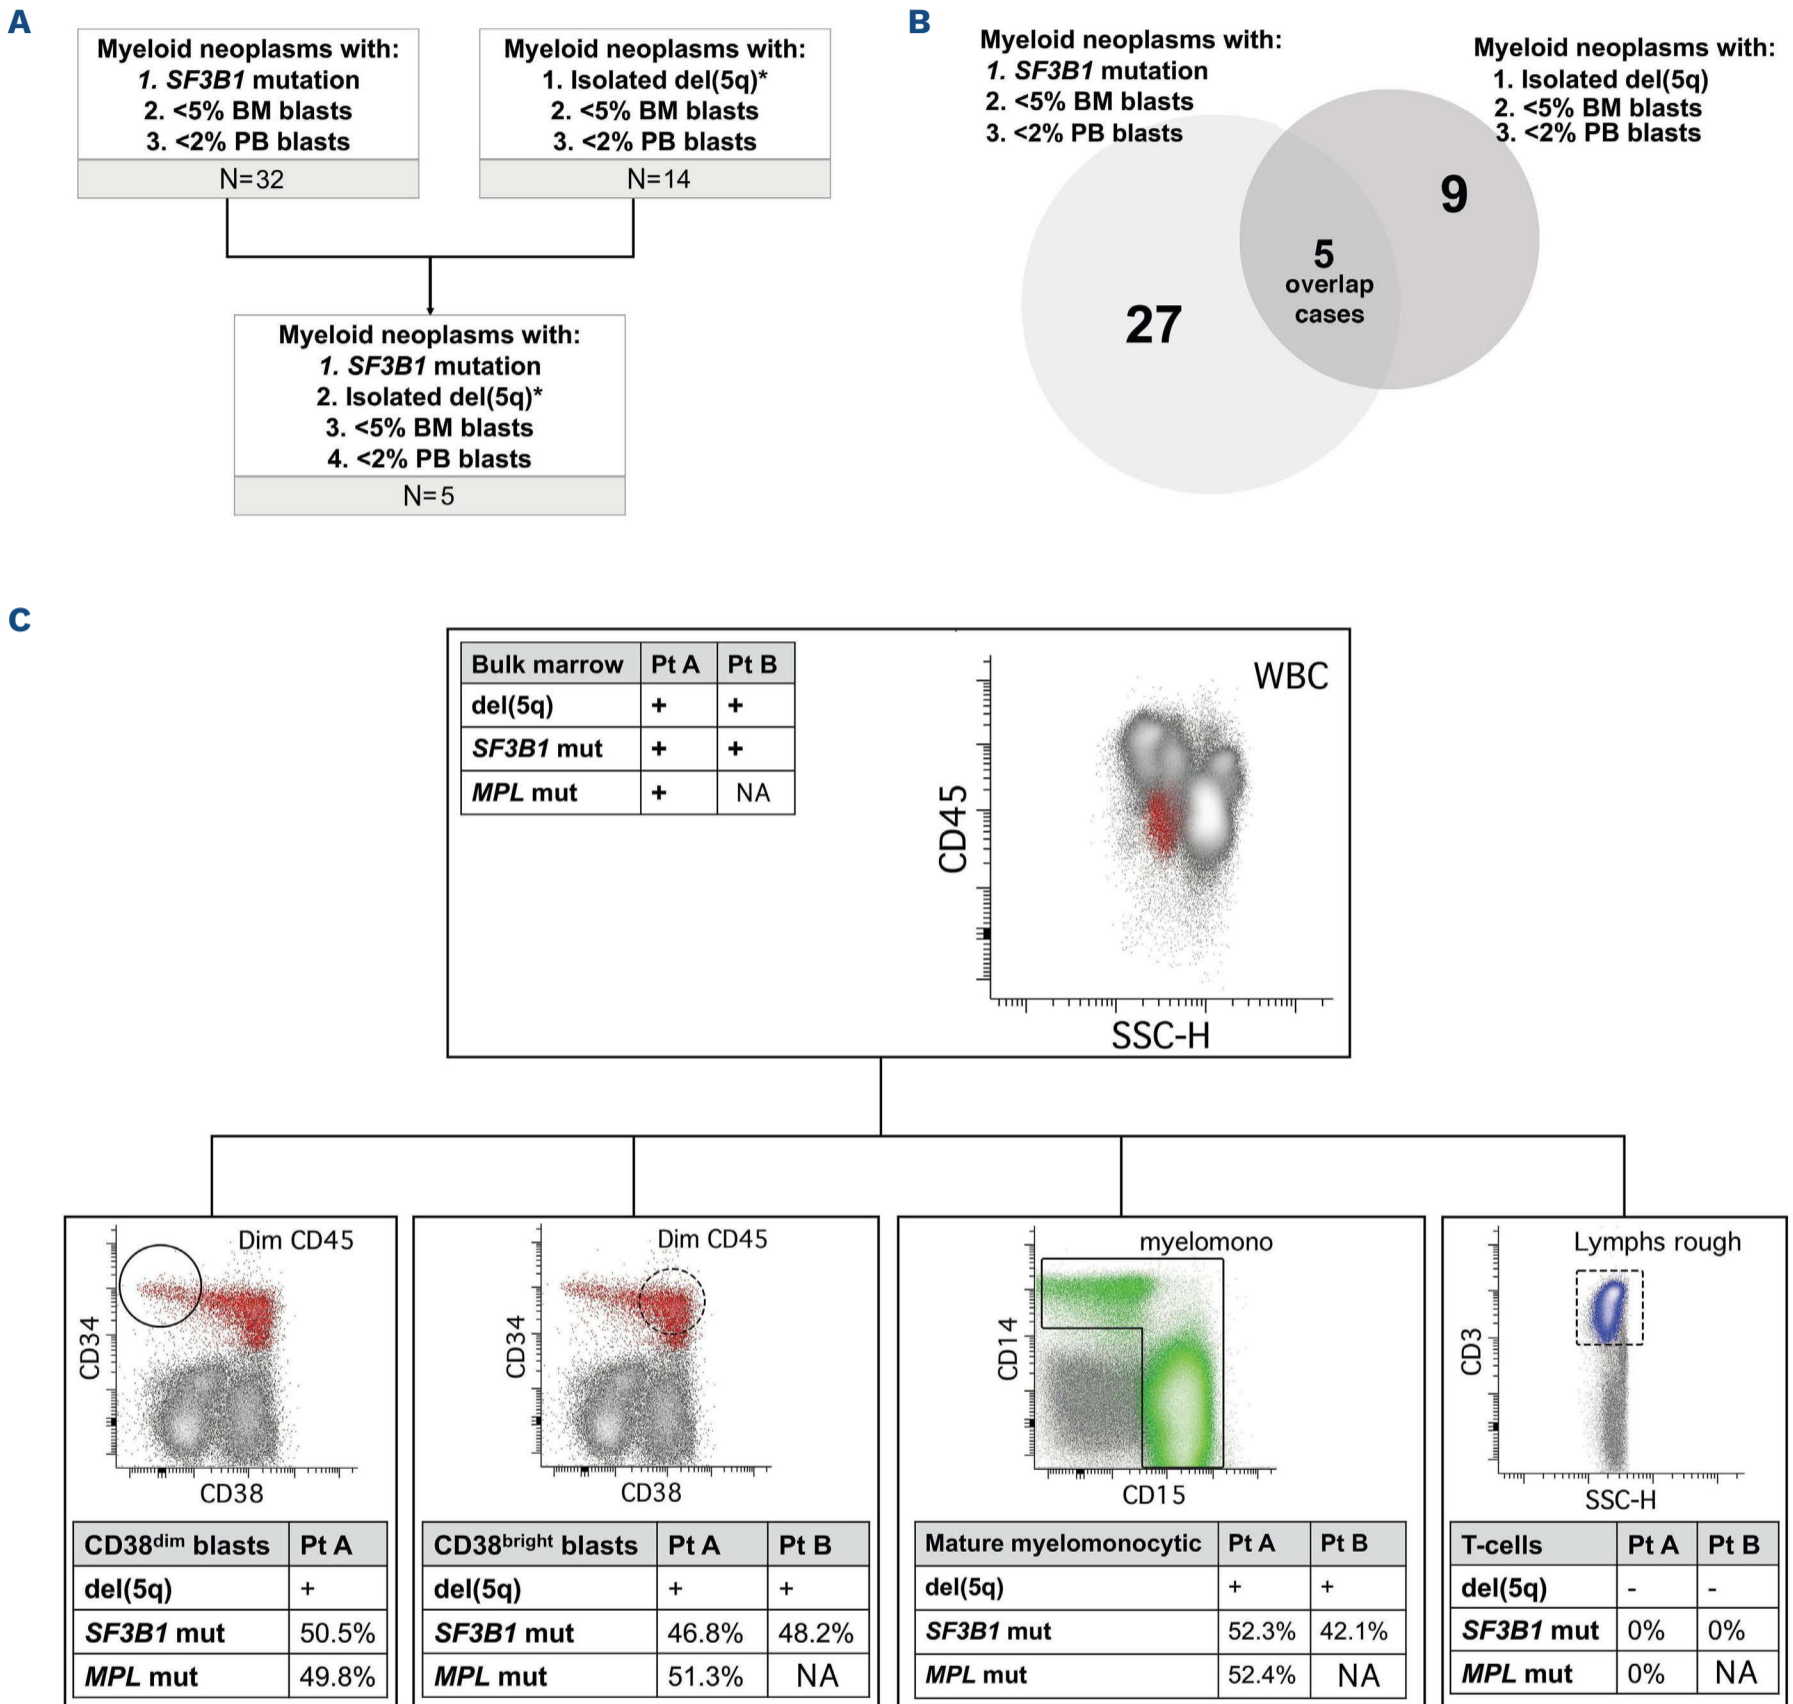 A
Myeloid neoplasms with:
1. SF3B1 mutation
2. <5% BM blasts
3. <2% PB blasts
N=32
Myeloid neoplasms with:
1. Isolated del(5q)*
2. <5% BM blasts
3. <2% PB blasts
N=14
Myeloid neoplasms with:
1. SF3B1 mutation
2. Isolated del(5q)*
3. <5% BM blasts
4. <2% PB blasts
N=5
B
Myeloid neoplasms with:
1. SF3B1 mutation
2. <5% BM blasts
3. <2% PB blasts
Myeloid neoplasms with:
1. Isolated del(5q)
2. <5% BM blasts
3. <2% PB blasts
27
5
overlap
cases
9
C
Bulk marrow Pt A Pt B
del(5q) + +
SF3B1 mut + +
MPL mut + NA
WBC
CD45
SSC-H
Dim CD45
CD34
CD38
CD38dim blasts Pt A
del(5q) +
SF3B1 mut 50.5%
MPL mut 49.8%
Dim CD45
CD34
CD38
CD38bright blasts Pt A Pt B
del(5q) + +
SF3B1 mut 46.8% 48.2%
MPL mut 51.3% NA
myelomono
CD14
CD15
Mature myelomonocytic Pt A Pt B
del(5q) + +
SF3B1 mut 52.3% 42.1%
MPL mut 52.4% NA
Lymphs rough
CD3
SSC-H
T-cells Pt A Pt B
del(5q) - -
SF3B1 mut 0% 0%
MPL mut 0% NA